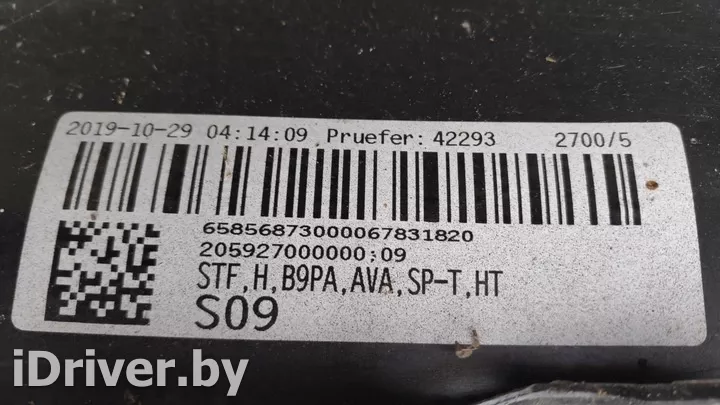 2019-10-29 04:14:09 Pruefer: 42293 2700/5
65856873000067831820
205927000000;09
STF,H,B9PA,AVA,SP-T,HT
S09
iDriver.by